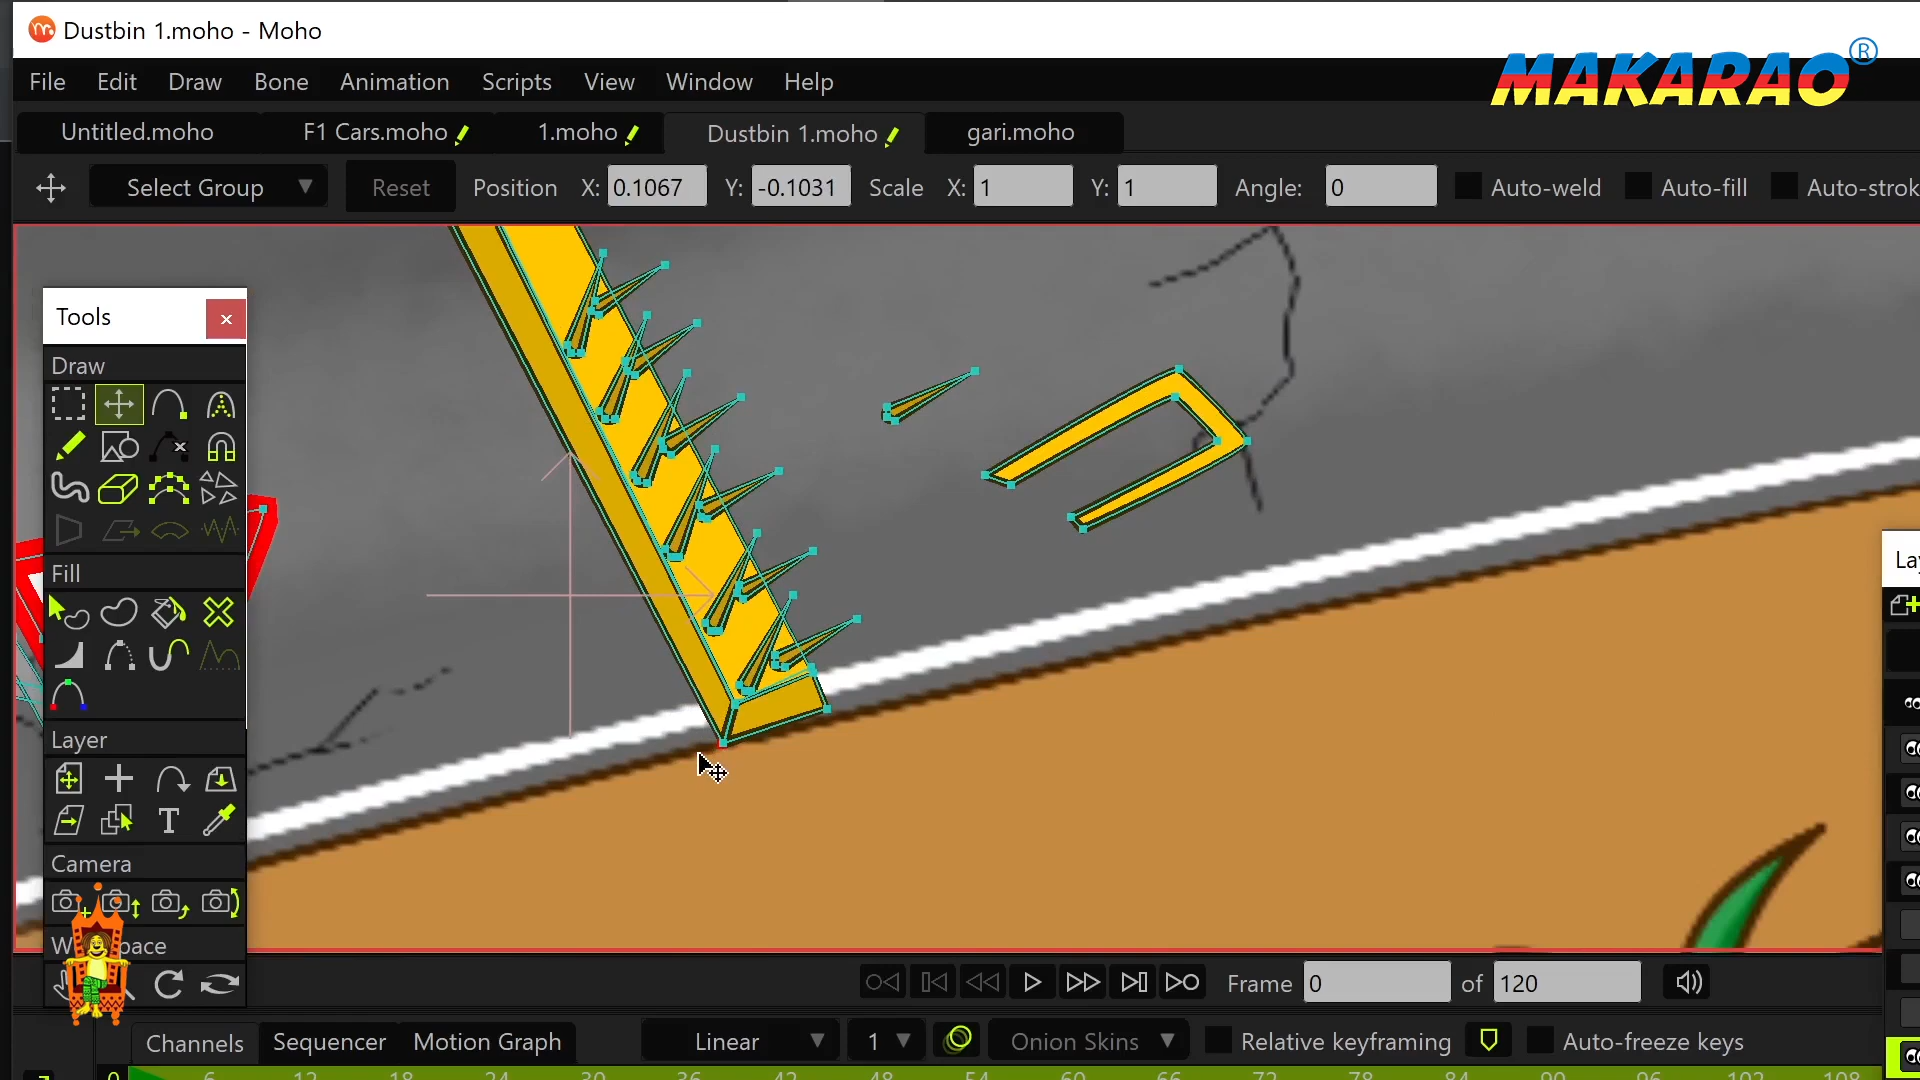 Dustbin 1.moho - Moho
MAKARAO ®
File Edit Draw Bone Animation Scripts View Window Help
Untitled.moho F1 Cars.moho 1.moho Dustbin 1.moho gari.moho
Select Group Reset Position X: 0.1067 Y: -0.1031 Scale X: 1 Y: 1 Angle: 0 Auto-weld Auto-fill Auto-strok
Tools
Draw
Fill
Lay
Layer
T
Camera
W pace
Frame 0 of 120
Channels Sequencer Motion Graph Linear 1 Onion Skins Relative keyframing Auto-freeze keys
0 6 12 18 24 30 36 42 48 54 60 66 72 78 84 90 96 102 108